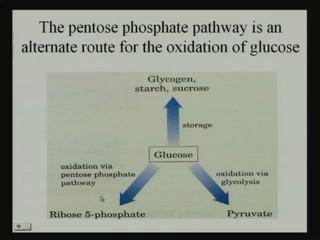 The pentose phosphate pathway is an
alternate route for the oxidation of glucose
Glycogen,
starch, sucrose
storage
Glucose
oxidation via
pentose phosphate
pathway
oxidation via
glycolysis
Ribose 5-phosphate
Pyruvate